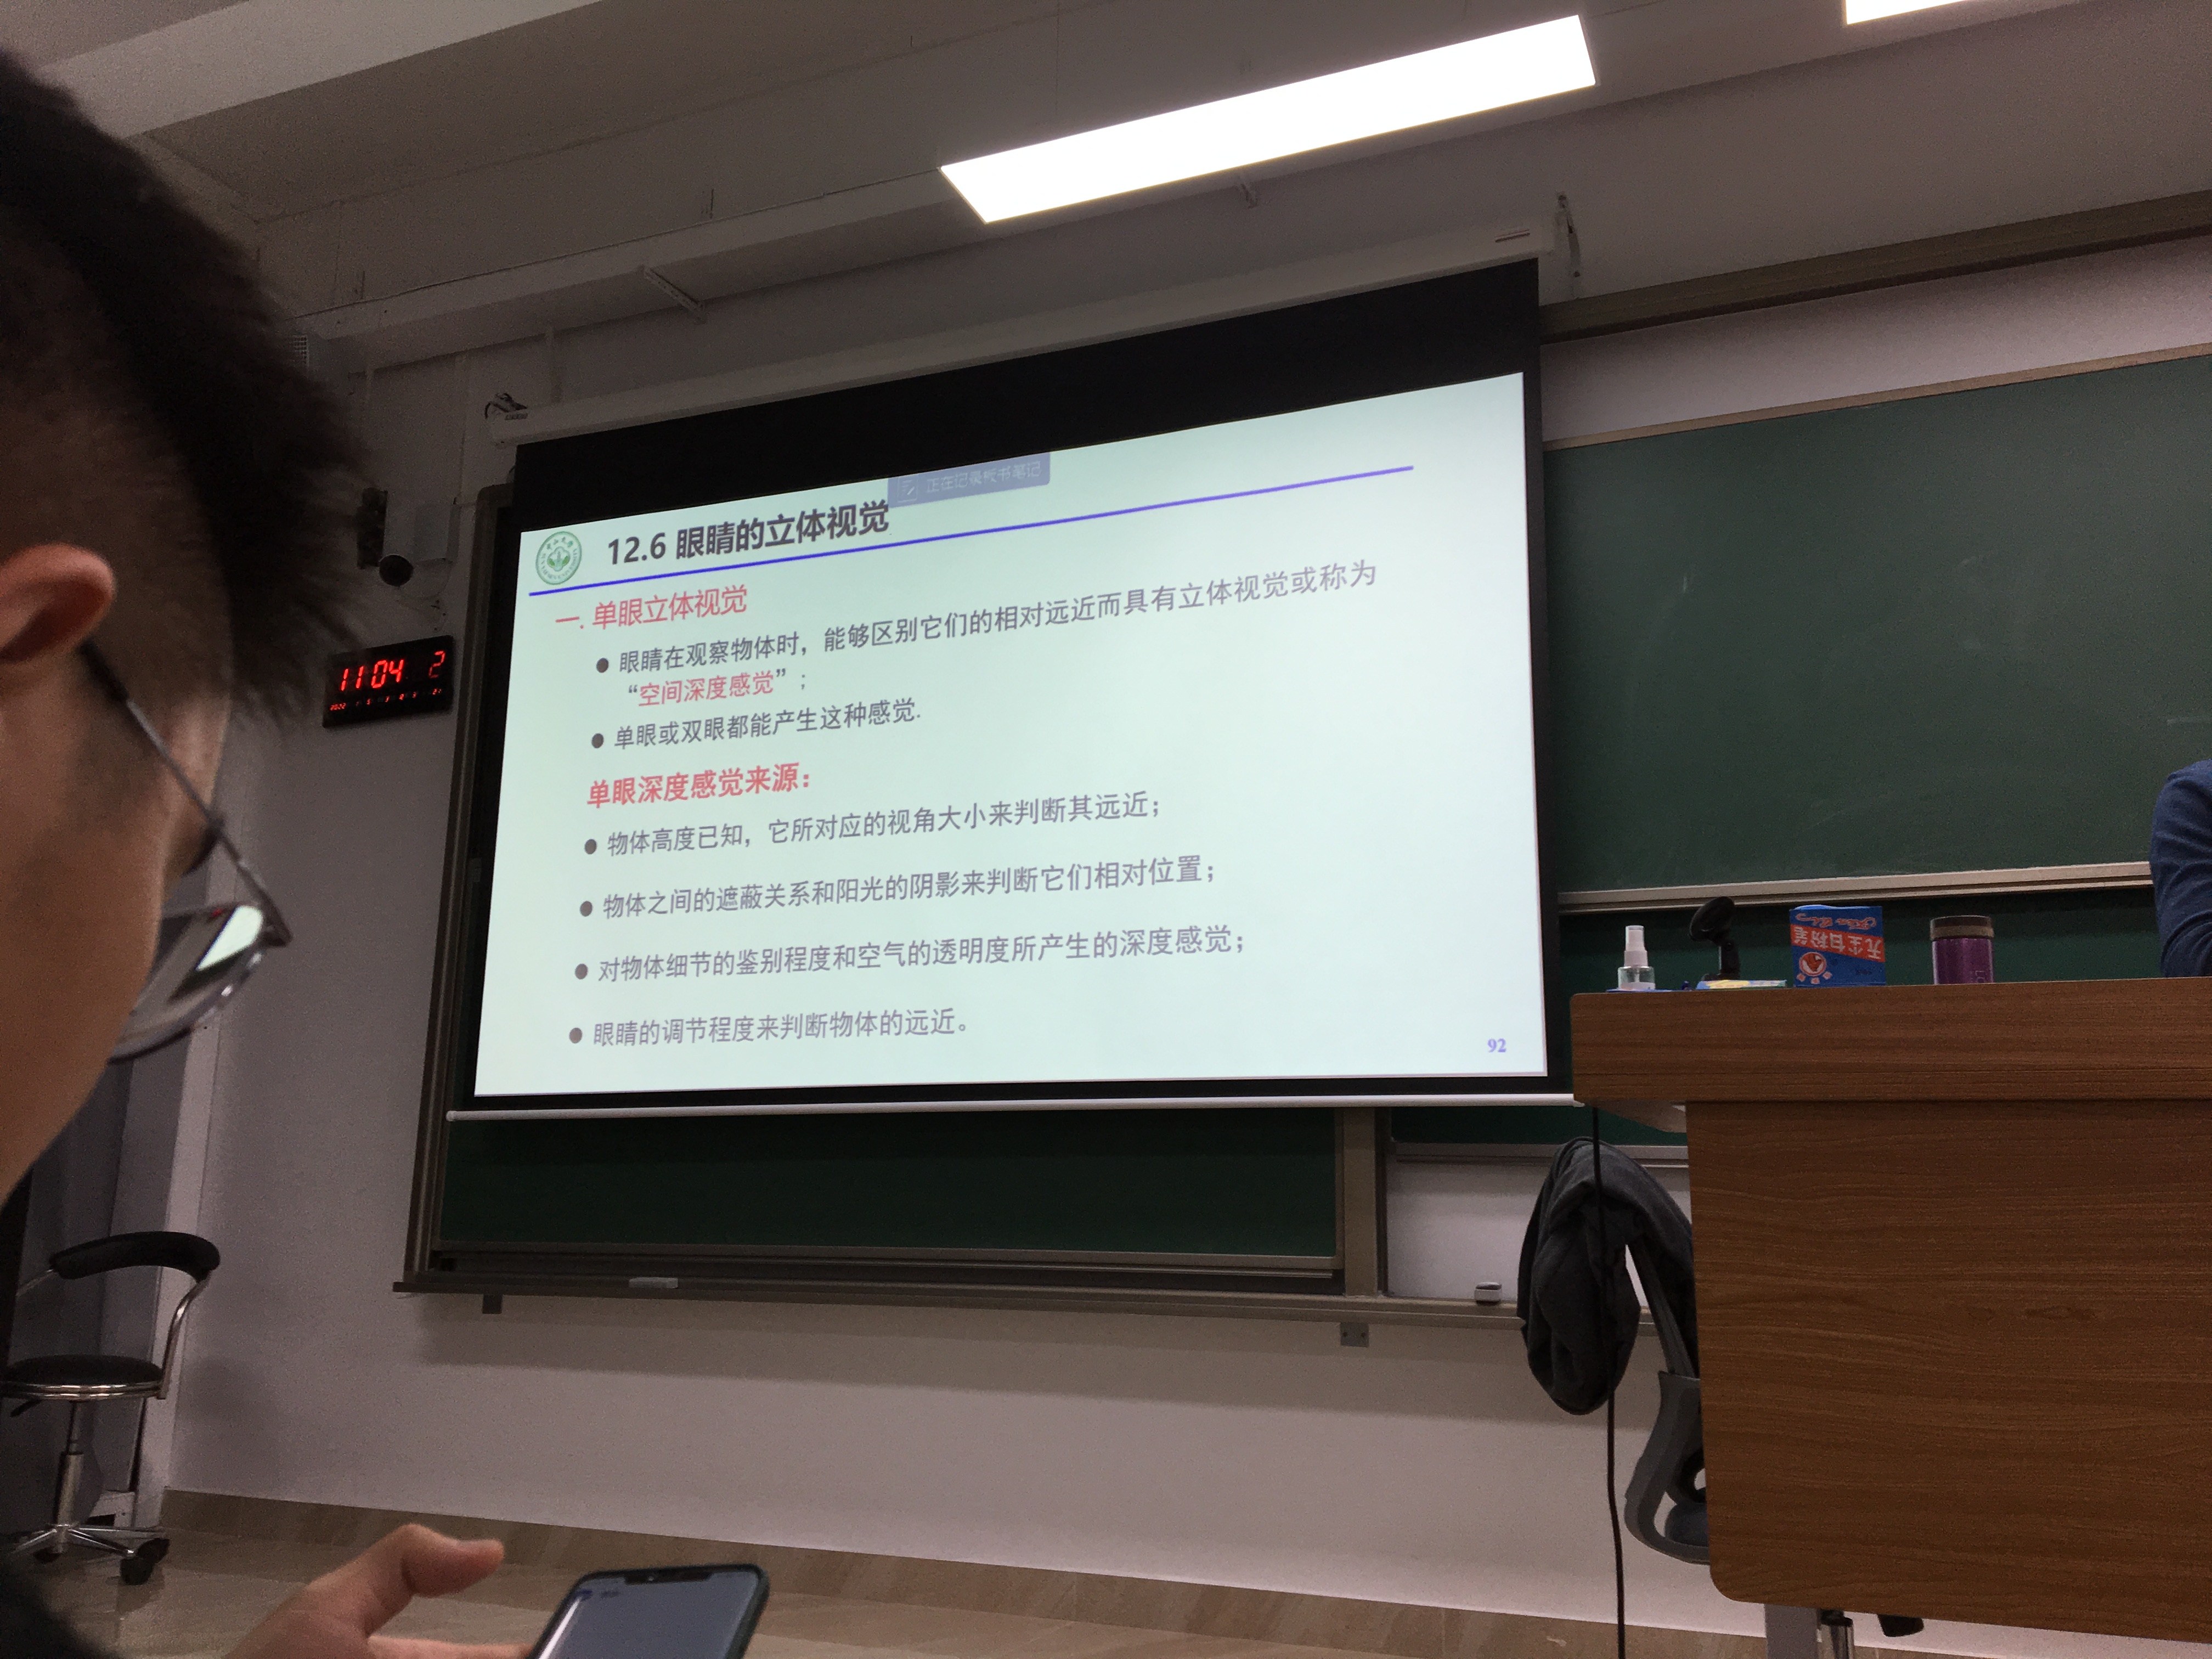 正在记录板书笔记
12.6 眼睛的立体视觉
一. 单眼立体视觉
● 眼睛在观察物体时，能够区别它们的相对远近而具有立体视觉或称为
“空间深度感觉”；
● 单眼或双眼都能产生这种感觉.
单眼深度感觉来源：
● 物体高度已知，它所对应的视角大小来判断其远近；
● 物体之间的遮蔽关系和阳光的阴影来判断它们相对位置；
● 对物体细节的鉴别程度和空气的透明度所产生的深度感觉；
● 眼睛的调节程度来判断物体的远近。
92
11:04 2
无尘白粉笔